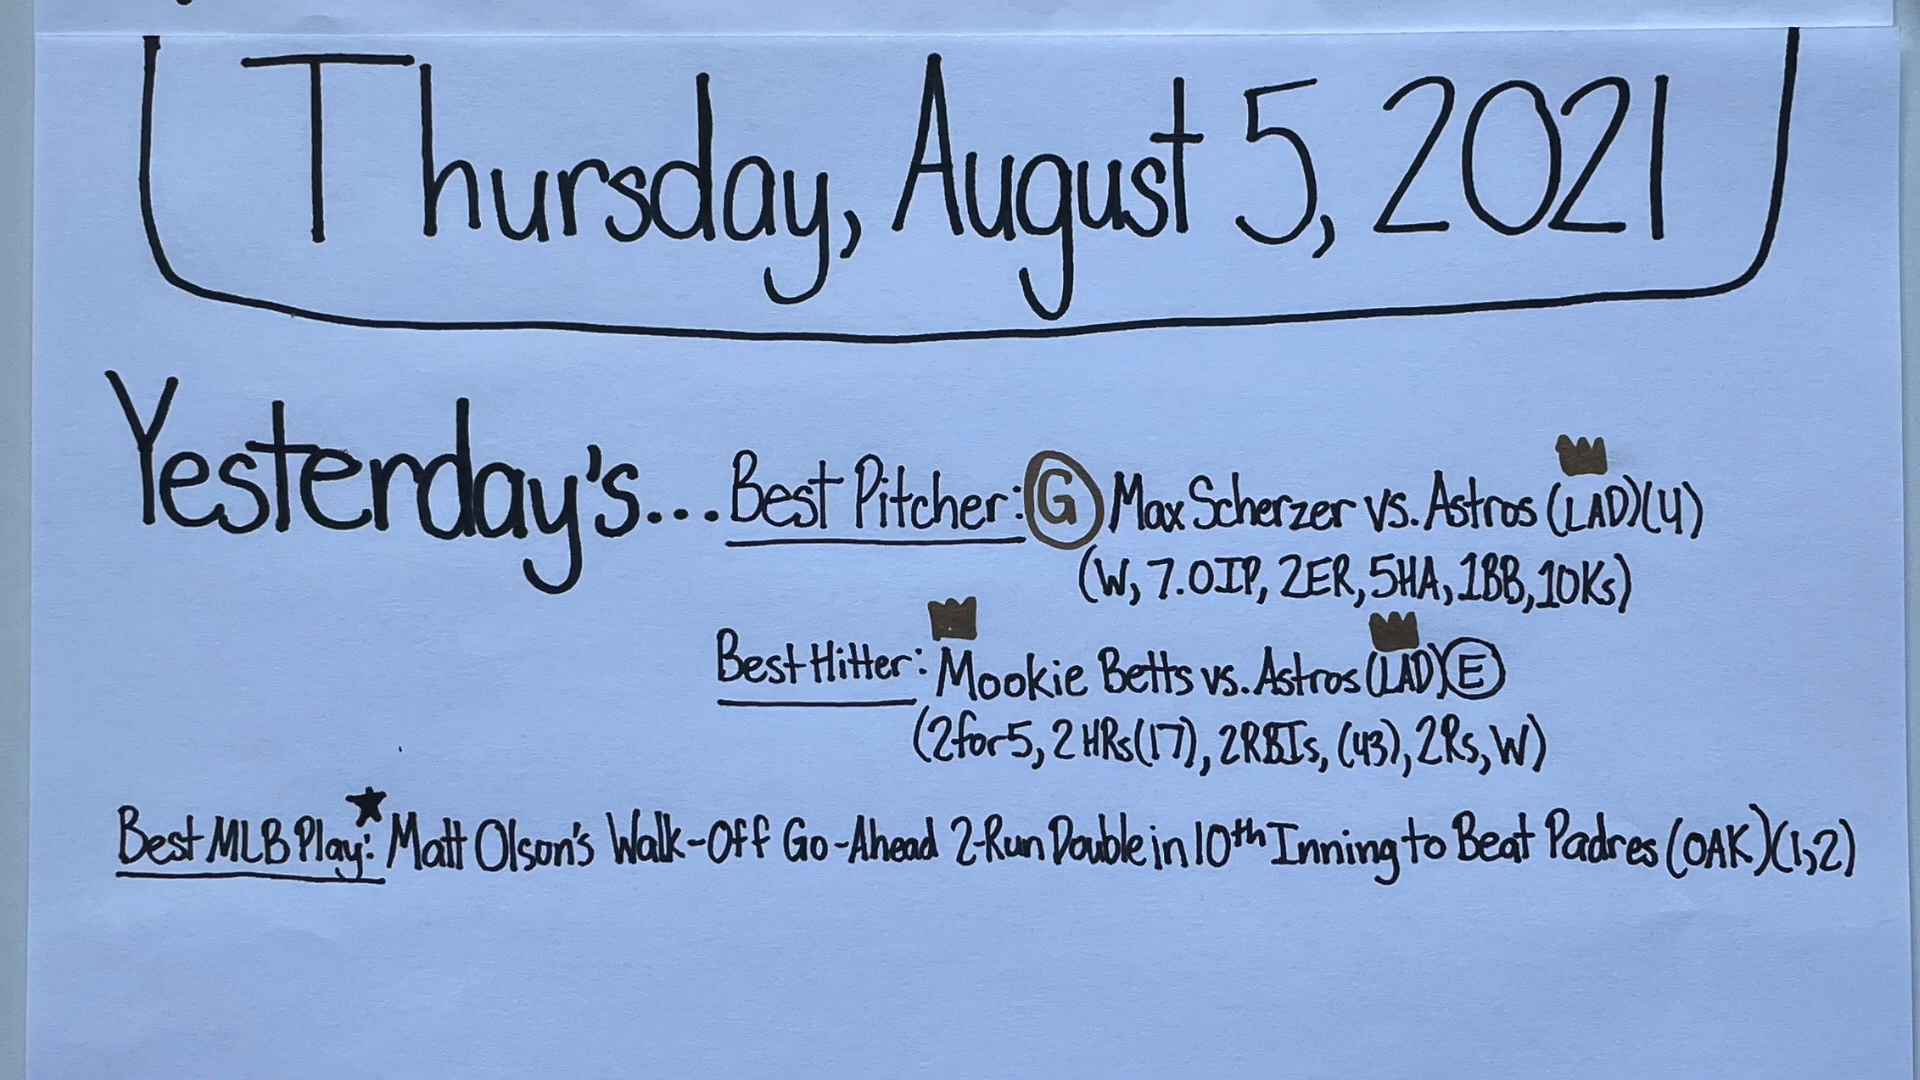 Thursday, August 5, 2021
Yesterday's... Best Pitcher: G Max Scherzer vs. Astros (LAD)(4)
(W, 7.0IP, 2ER, 5HA, 1BB, 10Ks)
Best Hitter: Mookie Betts vs. Astros (LAD) E
(2for5, 2HRs(17), 2RBIs, (43), 2Rs, W)
Best MLB Play: Matt Olson's Walk-Off Go-Ahead 2-Run Double in 10th Inning to Beat Padres (OAK)(1,2)